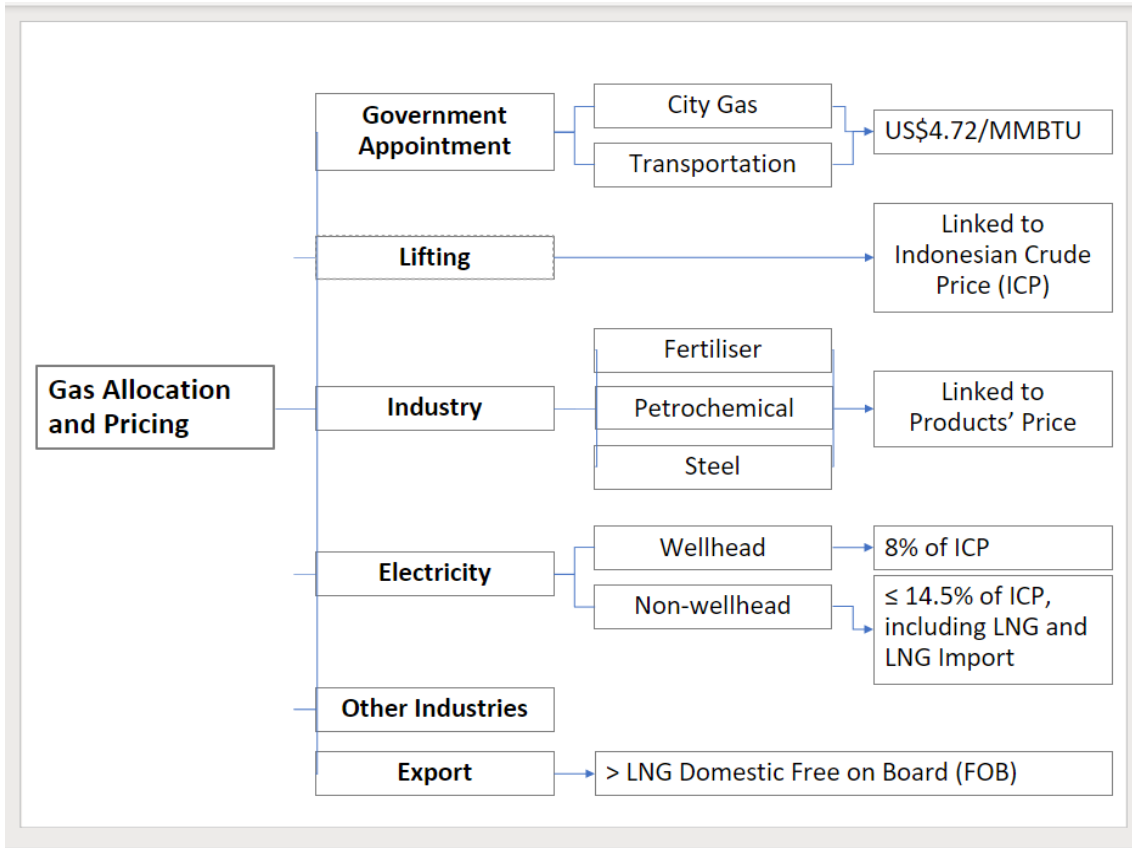 Government
Appointment
City Gas
Transportation
US$4.72/MMBTU
Lifting
Linked to
Indonesian Crude
Price (ICP)
Gas Allocation
and Pricing
Industry
Fertiliser
Petrochemical
Steel
Linked to
Products’ Price
Electricity
Wellhead
8% of ICP
Non-wellhead
≤ 14.5% of ICP,
including LNG and
LNG Import
Other Industries
Export
> LNG Domestic Free on Board (FOB)